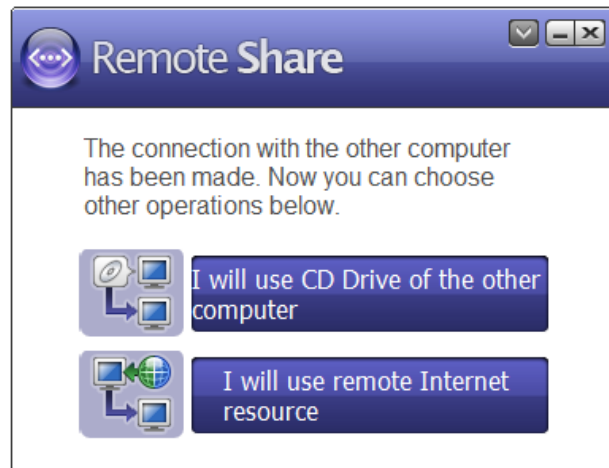 Remote Share
The connection with the other computer
has been made. Now you can choose
other operations below.
I will use CD Drive of the other
computer
I will use remote Internet
resource